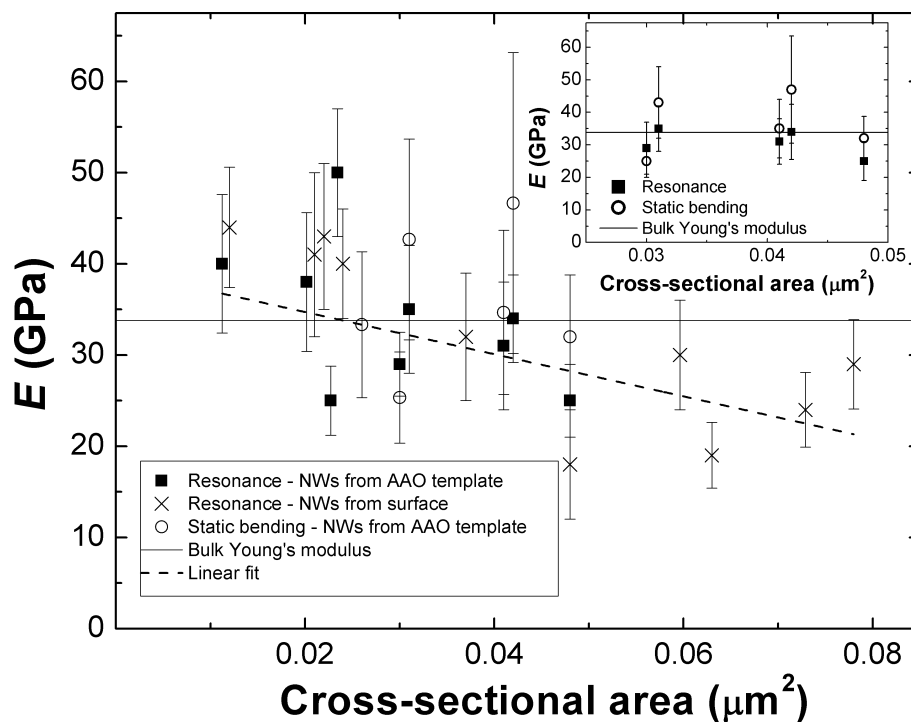 60
50
40
30
20
10
0
E (GPa)
0.02
0.04
0.06
0.08
Cross-sectional area (μm²)
Resonance - NWs from AAO template
Resonance - NWs from surface
Static bending - NWs from AAO template
Bulk Young's modulus
Linear fit
60
50
40
30
20
10
0
E (GPa)
Resonance
Static bending
Bulk Young's modulus
0.03
0.04
0.05
Cross-sectional area (μm²)